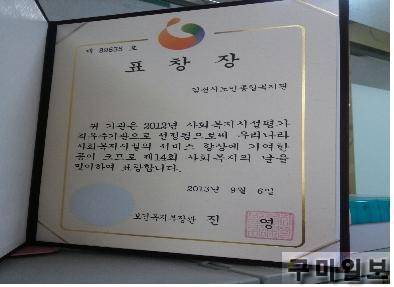 제 89635 호
표 창 장
김천시노인종합복지관
귀 기관은 2012년 사회복지시설평가
최우수기관으로 선정됨으로써 우리나라
사회복지시설의 서비스 향상에 기여한
공이 크므로 제14회 사회복지의 날을
맞이하여 표창합니다.
2013년 9월 6일
보건복지부장관 진 영
구미일보